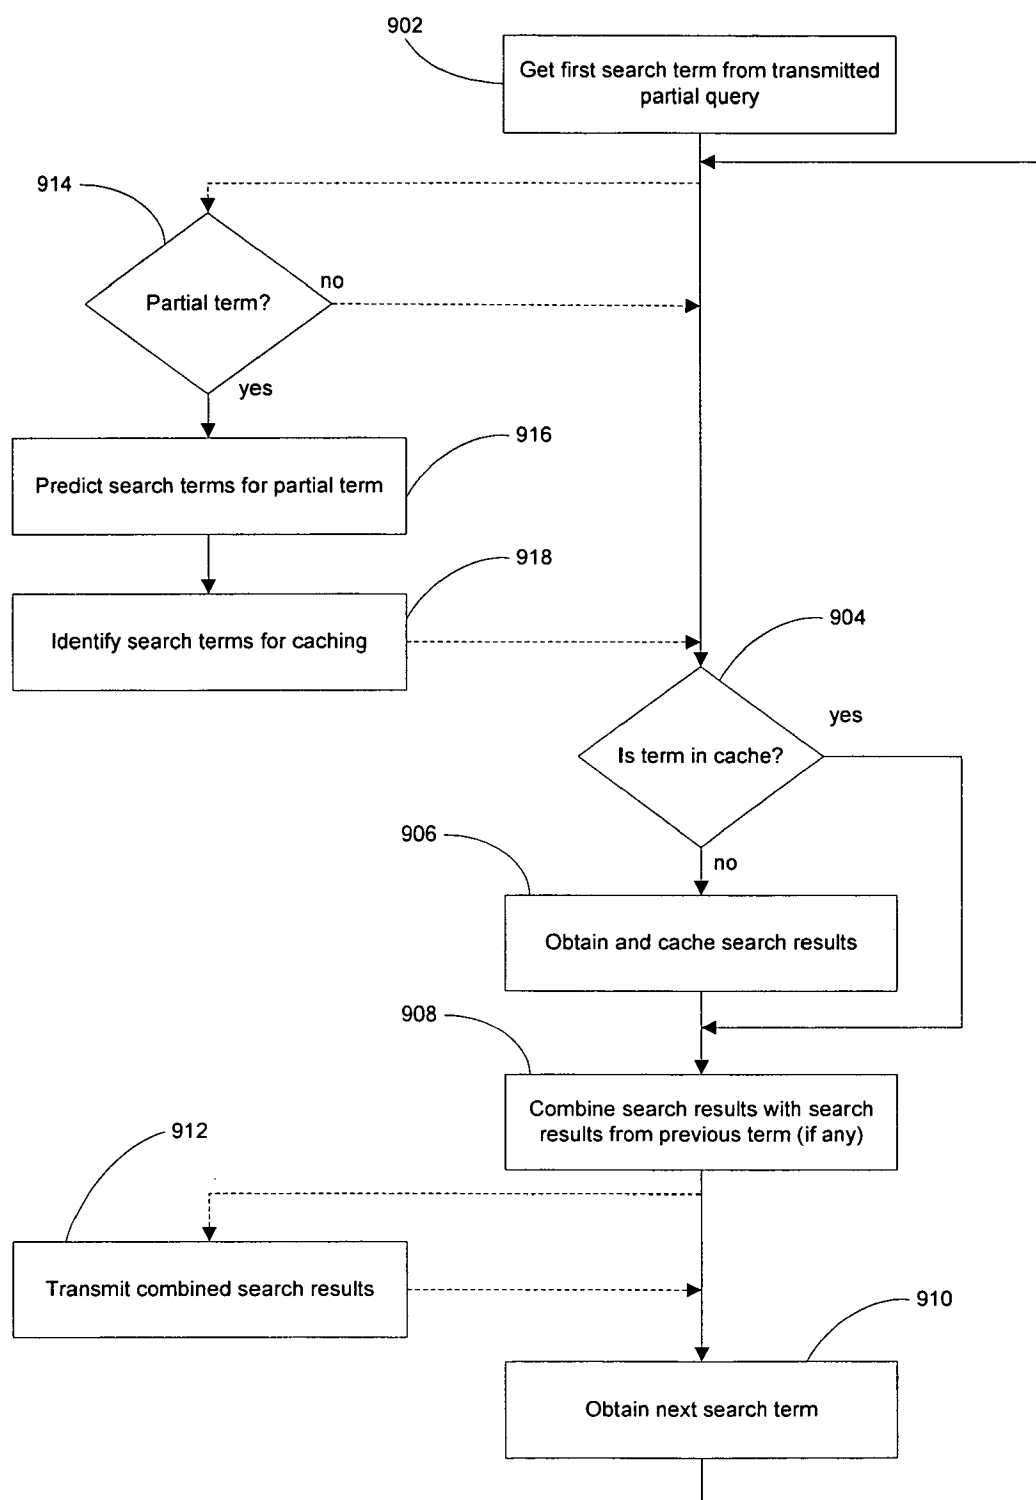 902
Get first search term from transmitted
partial query
914
Partial term?
no
yes
916
Predict search terms for partial term
918
Identify search terms for caching
904
Is term in cache?
yes
no
906
Obtain and cache search results
908
Combine search results with search
results from previous term (if any)
912
Transmit combined search results
910
Obtain next search term